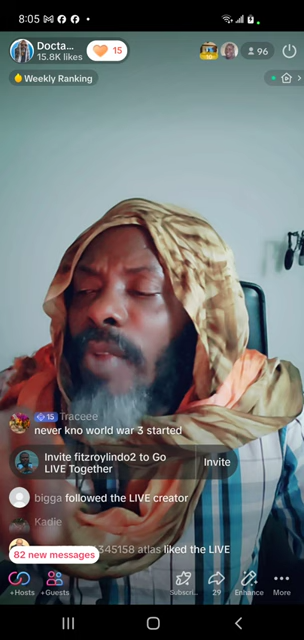 8:05
Docta...
15.8K likes
15
96
Weekly Ranking
15 Traceee
never kno world war 3 started
Invite fitzroylindo2 to Go
LIVE Together
Invite
bigga followed the LIVE creator
Kadie
82 new messages
345158 atlas liked the LIVE
+Hosts
+Guests
Subscri...
29
Enhance
More